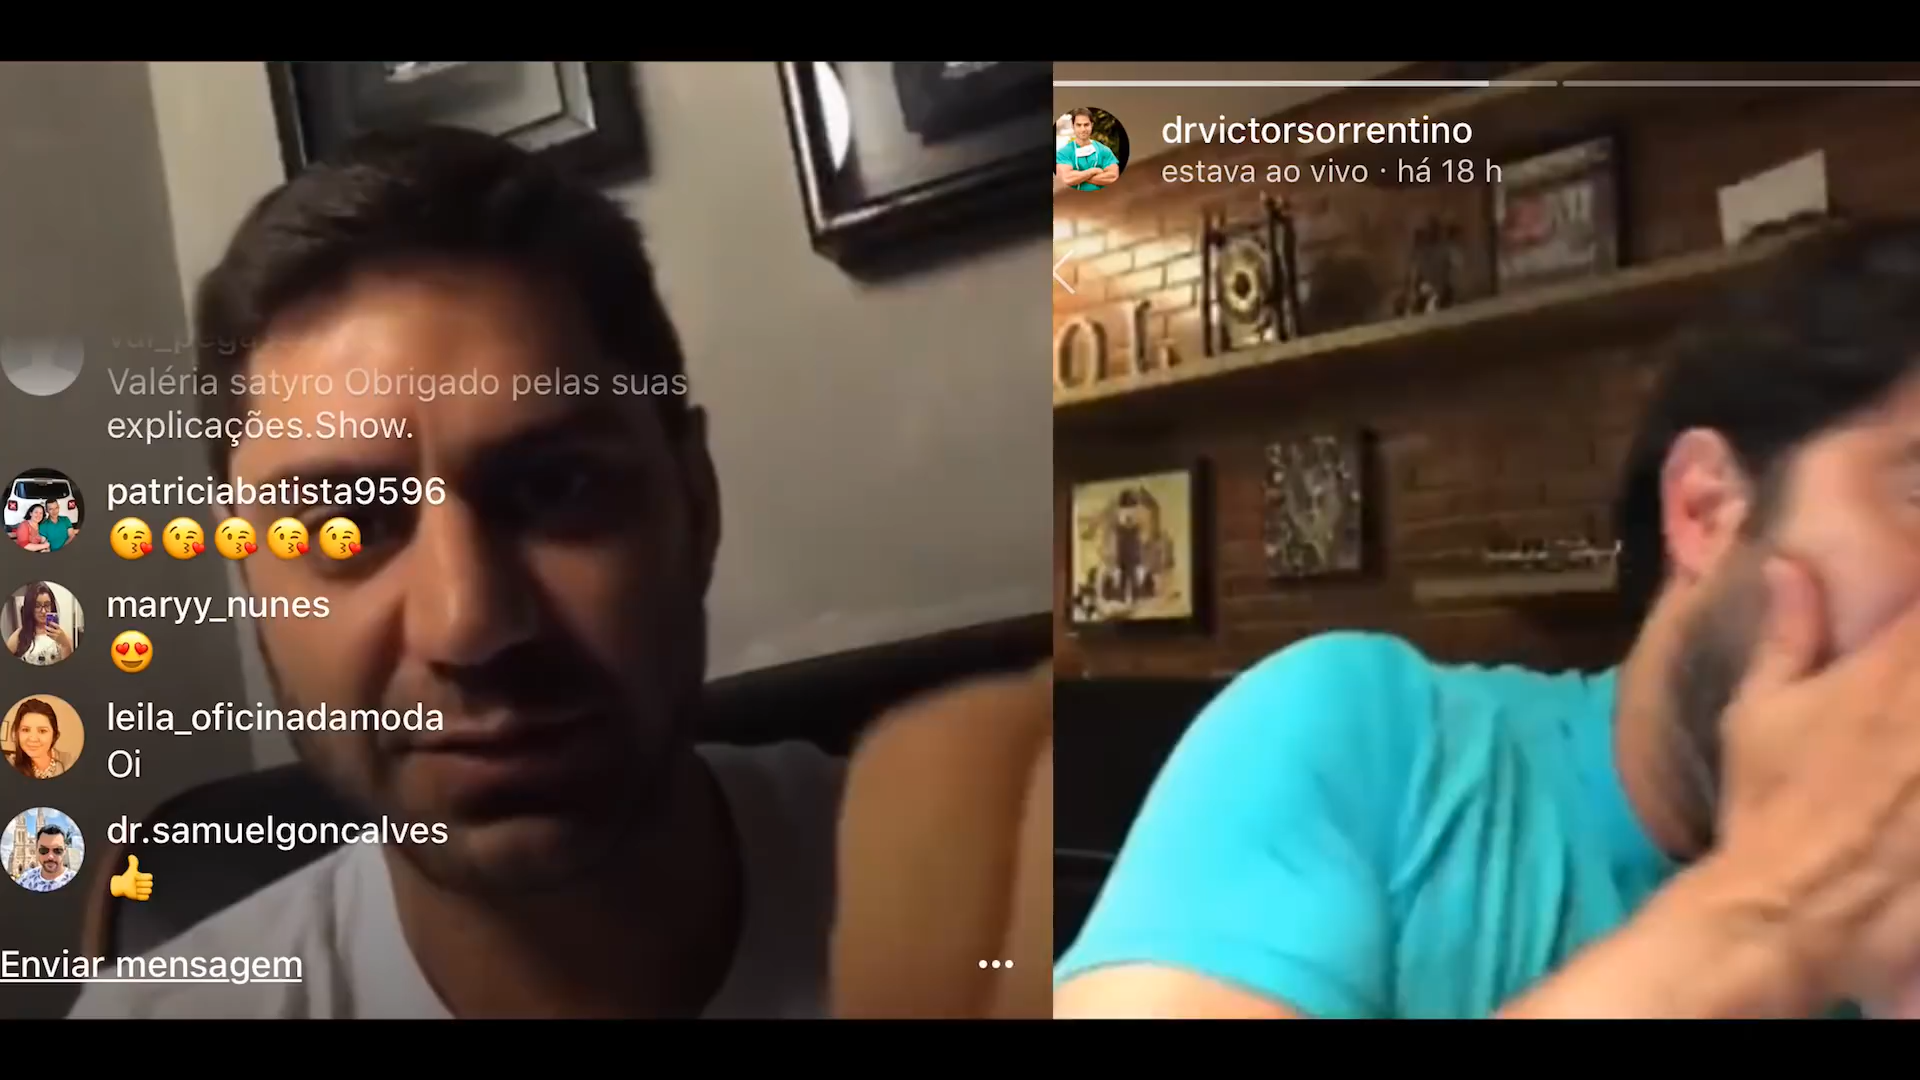 Valéria satyro Obrigado pelas suas
explicações.Show.
patriciabatista9596
😘😘😘😘😘
maryy_nunes
😍
leila_oficinadamoda
Oi
dr.samuelgoncalves
👍
Enviar mensagem
drvictorsorrentino
estava ao vivo · há 18 h